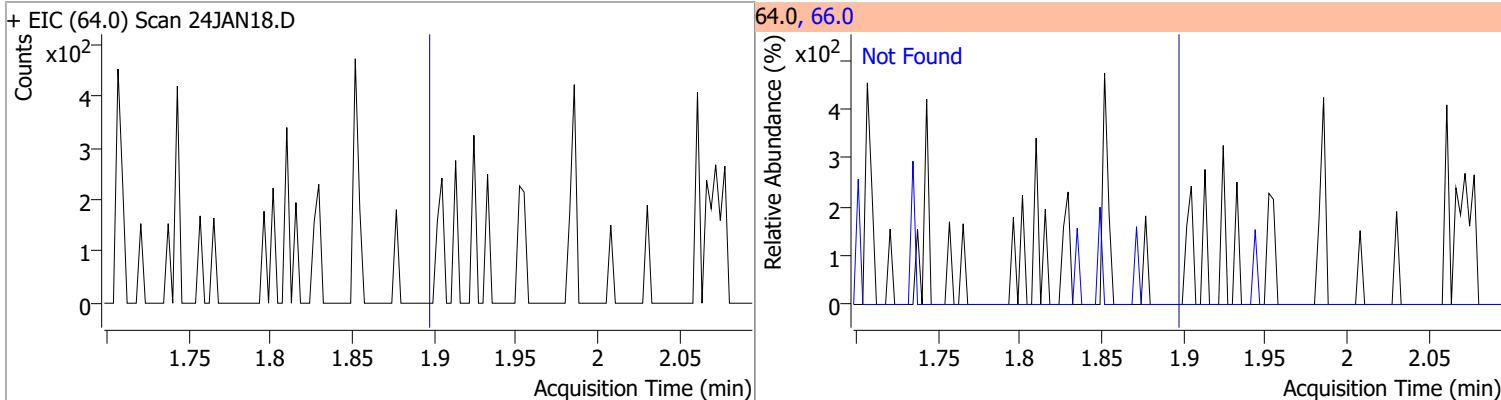 + EIC (64.0) Scan 24JAN18.D
Counts
x10²
4
3
2
1
0
1.75 1.8 1.85 1.9 1.95 2 2.05
Acquisition Time (min)
64.0, 66.0
Relative Abundance (%)
x10²
Not Found
4
3
2
1
0
1.75 1.8 1.85 1.9 1.95 2 2.05
Acquisition Time (min)